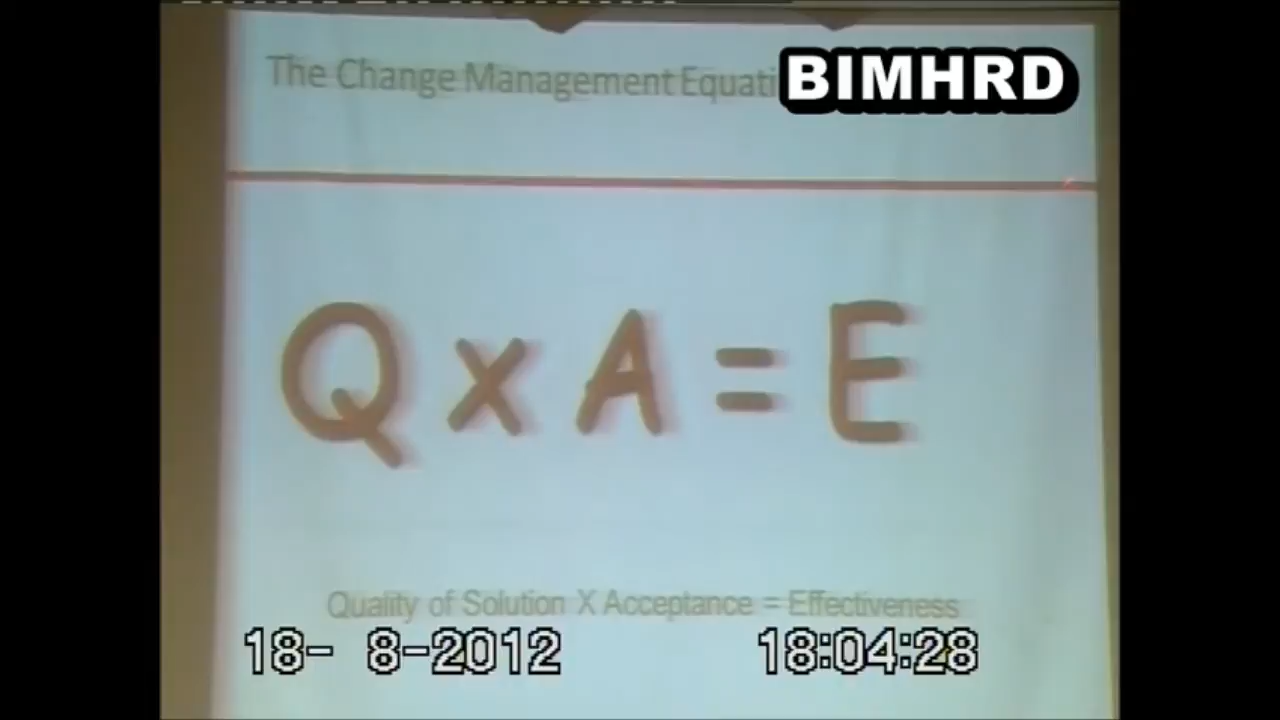 The Change Management Equati
BIMHRD
Q x A = E
Quality of Solution X Acceptance = Effectiveness
18- 8-2012 18:04:28